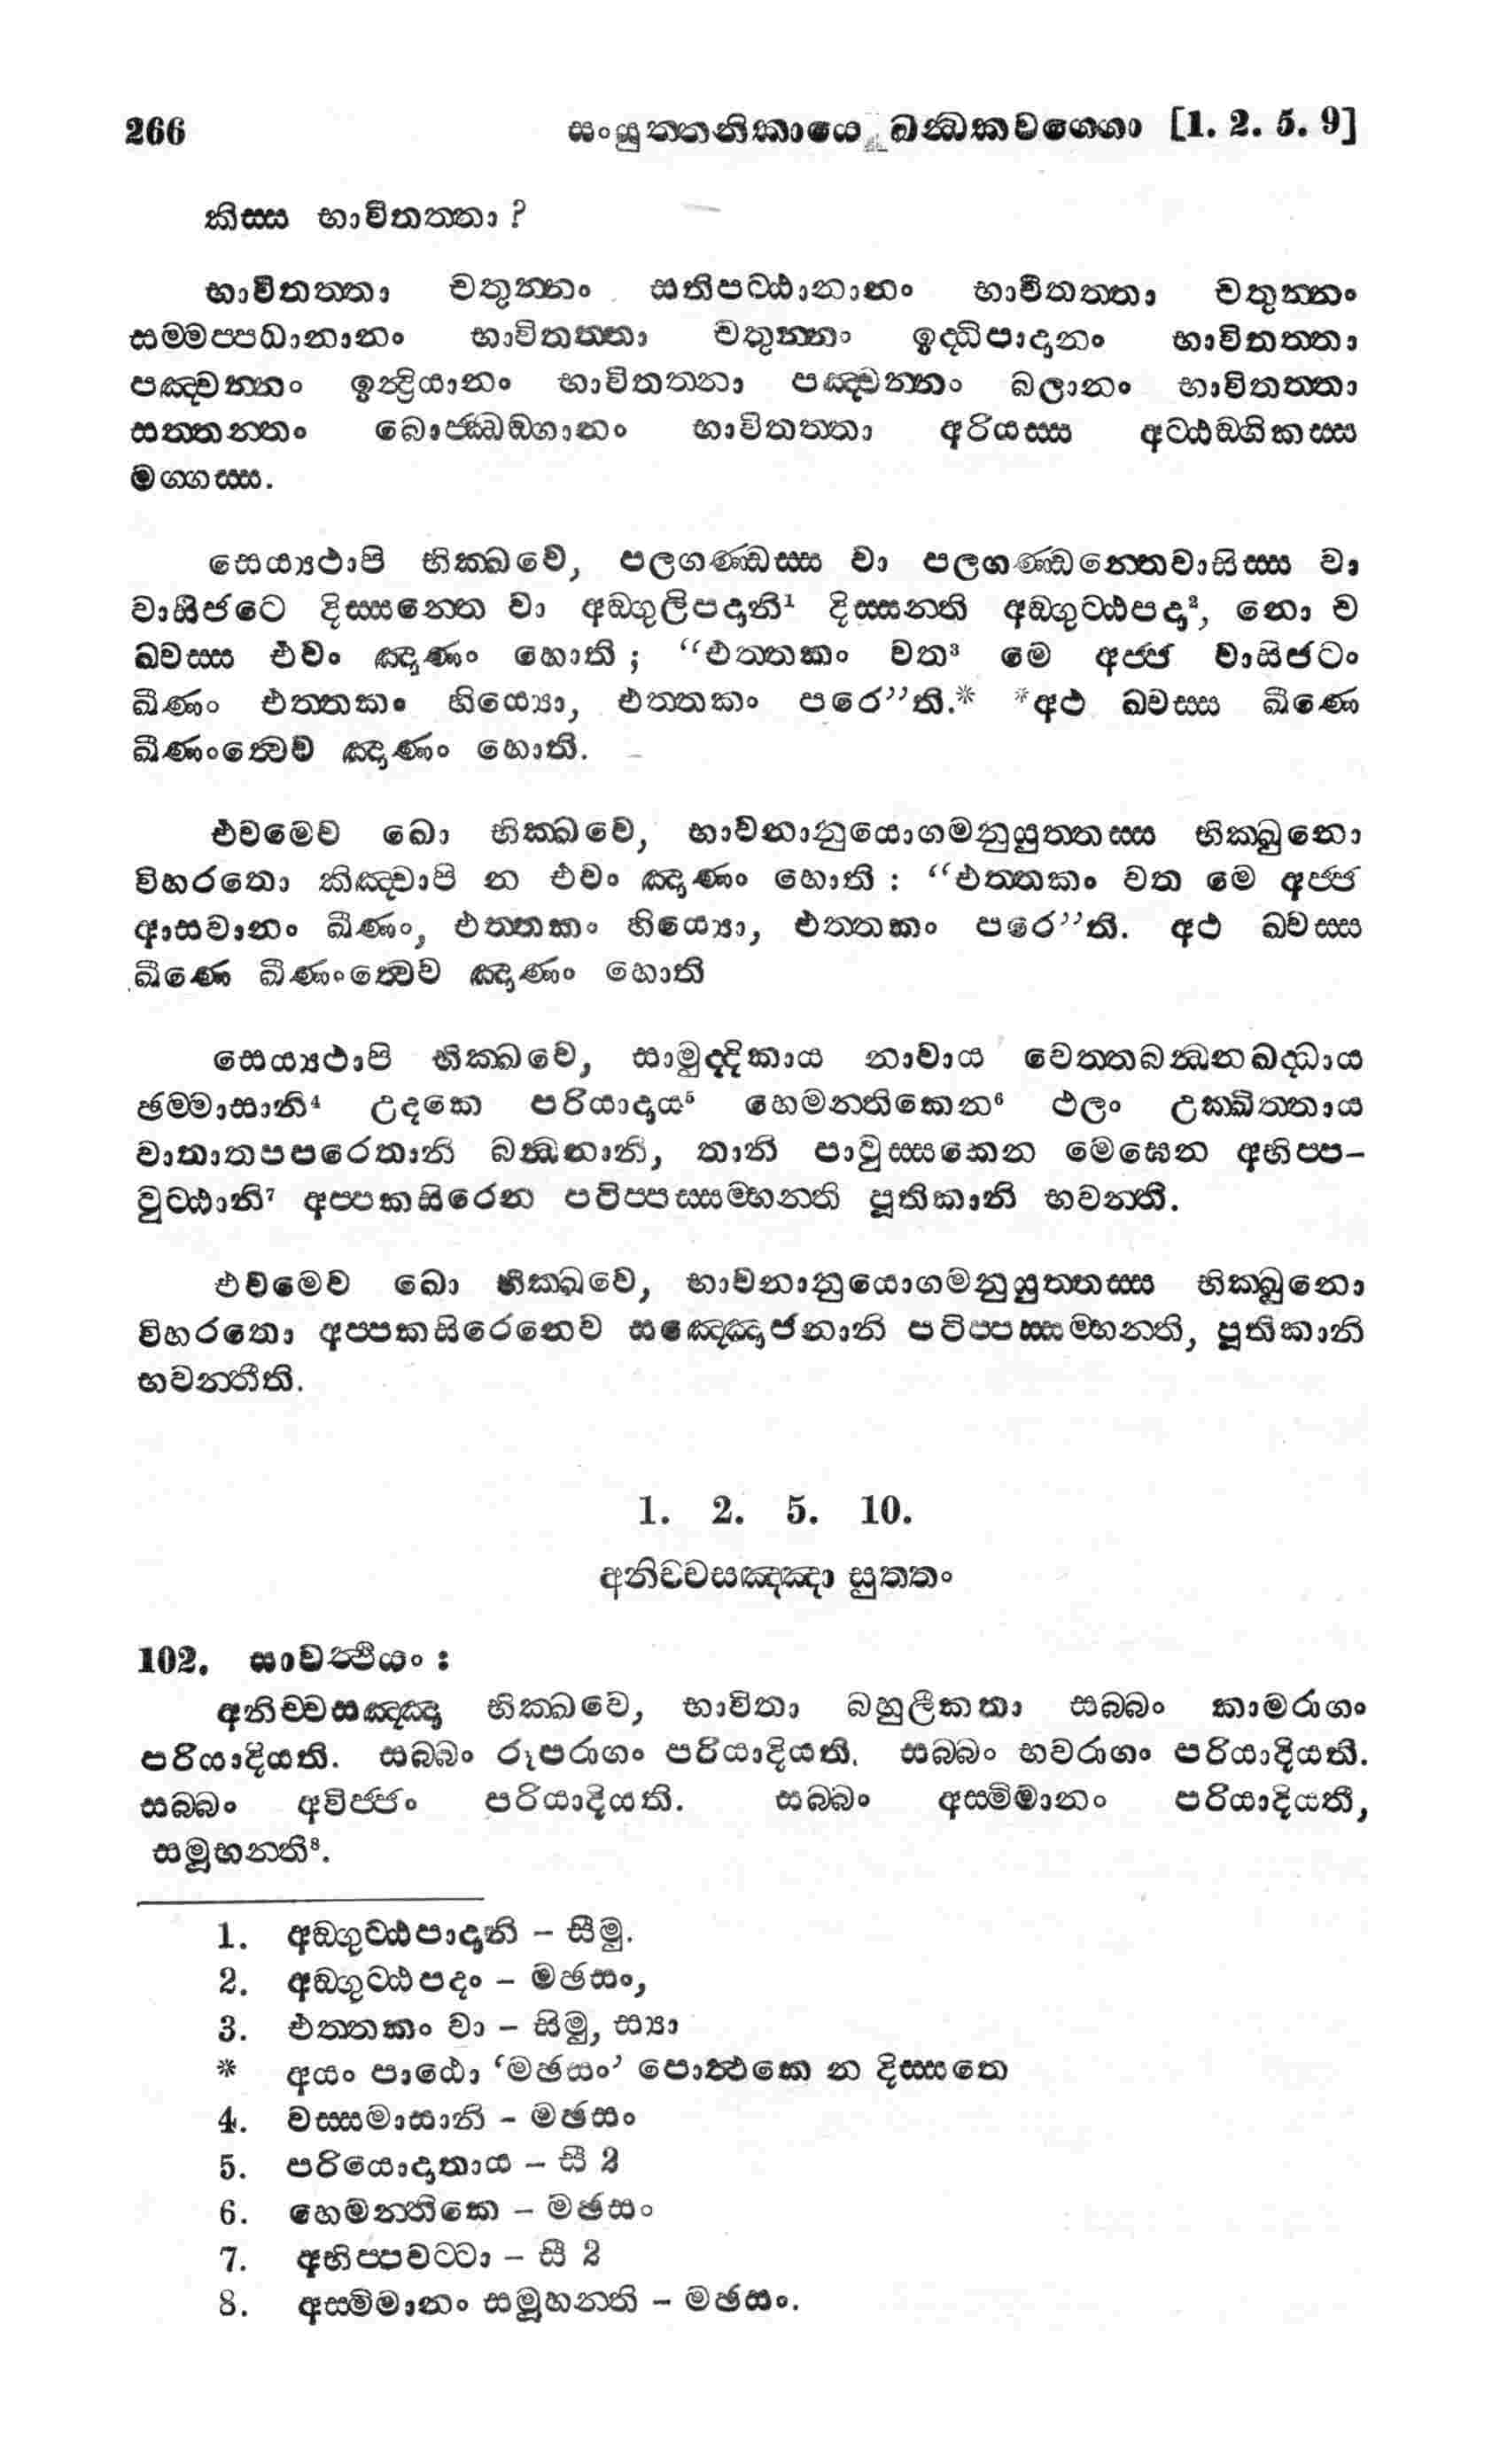 266 සංයුත්තනිකායෙ ඛන්ධකවග්ගො [1. 2. 5. 9]
කිස්ස භාවිතත්තා ?
භාවිතත්තා චතුන්නං සතිපට්ඨානානං භාවිතත්තා චතුන්නං
සම්මප්පධානානං භාවිතත්තා චතුන්නං ඉද්ධිපාදානං භාවිතත්තා
පඤ්චන්නං ඉන්ද්‍රියානං භාවිතත්තා පඤ්චන්නං බලානං භාවිතත්තා
සත්තන්නං බොජ්ඣඞ්ගානං භාවිතත්තා අරියස්ස අට්ඨඞ්ගිකස්ස
මග්ගස්ස.
සෙය්‍යථාපි භික්ඛවෙ, පලගණ්ඩස්ස වා පලගණ්ඩන්තෙවාසිස්ස වා
වාසිජටෙ දිස්සන්තෙ වා අඞ්ගුලිපදානි¹ දිස්සන්ති අඞ්ගුට්ඨපදා², නො ච
ඛ්වස්ස එවං ඤාණං හොති ; “එත්තකං වත³ මෙ අජ්ජ වාසිජටං
ඛීණං එත්තකං හිය්‍යො, එත්තකං පරෙ”ති.* *අථ ඛ්වස්ස ඛීණෙ
ඛීණංත්වෙව ඤාණං හොති.
එවමෙව ඛො භික්ඛවෙ, භාවනානුයොගමනුයුත්තස්ස භික්ඛුනො
විහරතො කිඤ්චාපි න එවං ඤාණං හොති : “එත්තකං වත මෙ අජ්ජ
ආසවානං ඛීණං, එත්තකං හිය්‍යො, එත්තකං පරෙ”ති. අථ ඛ්වස්ස
ඛීණෙ ඛීණංත්වෙව ඤාණං හොති
සෙය්‍යථාපි භික්ඛවෙ, සාමුද්දිකාය නාවාය වෙත්තබන්ධනබද්ධාය
ඡම්මාසානි⁴ උදකෙ පරියාදාය⁵ හෙමන්තිකෙන⁶ ථලං උක්ඛිත්තාය
වාතාතපපරෙතානි බන්ධනානි, තානි පාවුස්සකෙන මෙඝෙන අභිප්ප-
වුට්ඨානි⁷ අප්පකසිරෙන පටිප්පස්සම්භන්ති පූතිකානි භවන්ති.
එවමෙව ඛො භික්ඛවෙ, භාවනානුයොගමනුයුත්තස්ස භික්ඛුනො
විහරතො අප්පකසිරෙනෙව සඤ්ඤොජනානි පටිප්පස්සම්භන්ති, පූතිකානි
භවන්තීති.
1. 2. 5. 10.
අනිච්චසඤ්ඤා සුත්තං
102. සාවත්ථියං :
අනිච්චසඤ්ඤා භික්ඛවෙ, භාවිතා බහුලීකතා සබ්බං කාමරාගං
පරියාදියති. සබ්බං රූපරාගං පරියාදියති. සබ්බං භවරාගං පරියාදියති.
සබ්බං අවිජ්ජං පරියාදියති. සබ්බං අස්මිමානං පරියාදියති,
සමූහන්ති⁸.
1. අඞ්ගුට්ඨපාදානි – සීමු.
2. අඞ්ගුට්ඨපදං – මඡසං,
3. එත්තකං වා – සිමු, ස්‍යා
* අයං පාඨො ‘මඡසං’ පොත්ථකෙ න දිස්සතෙ
4. වස්සමාසානි – මඡසං
5. පරියොදාතාය – සී 2
6. හෙමන්තිකෙ – මඡසං
7. අභිප්පවට්ටා – සී 2
8. අස්මිමානං සමූහනති – මඡසං.